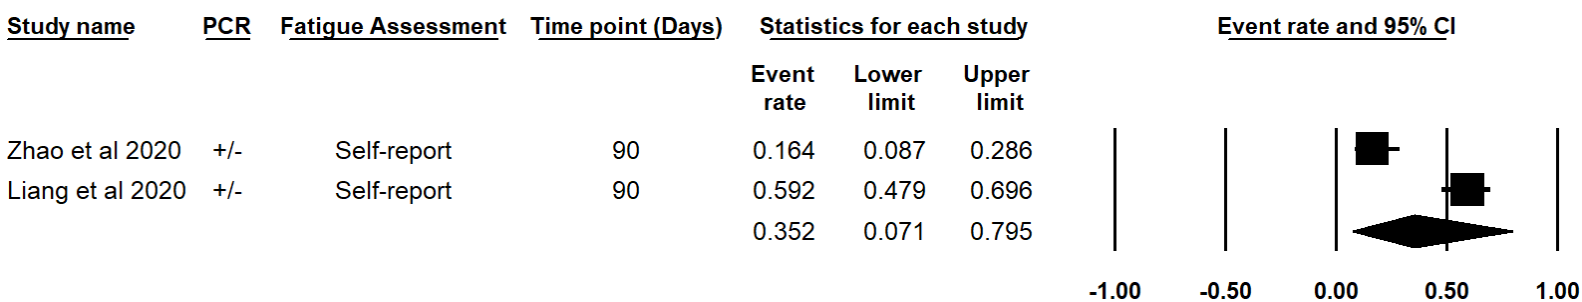 Study name PCR Fatigue Assessment Time point (Days) Statistics for each study Event rate and 95% CI
Event Lower Upper
rate limit limit
Zhao et al 2020 +/- Self-report 90 0.164 0.087 0.286
Liang et al 2020 +/- Self-report 90 0.592 0.479 0.696
0.352 0.071 0.795
-1.00 -0.50 0.00 0.50 1.00